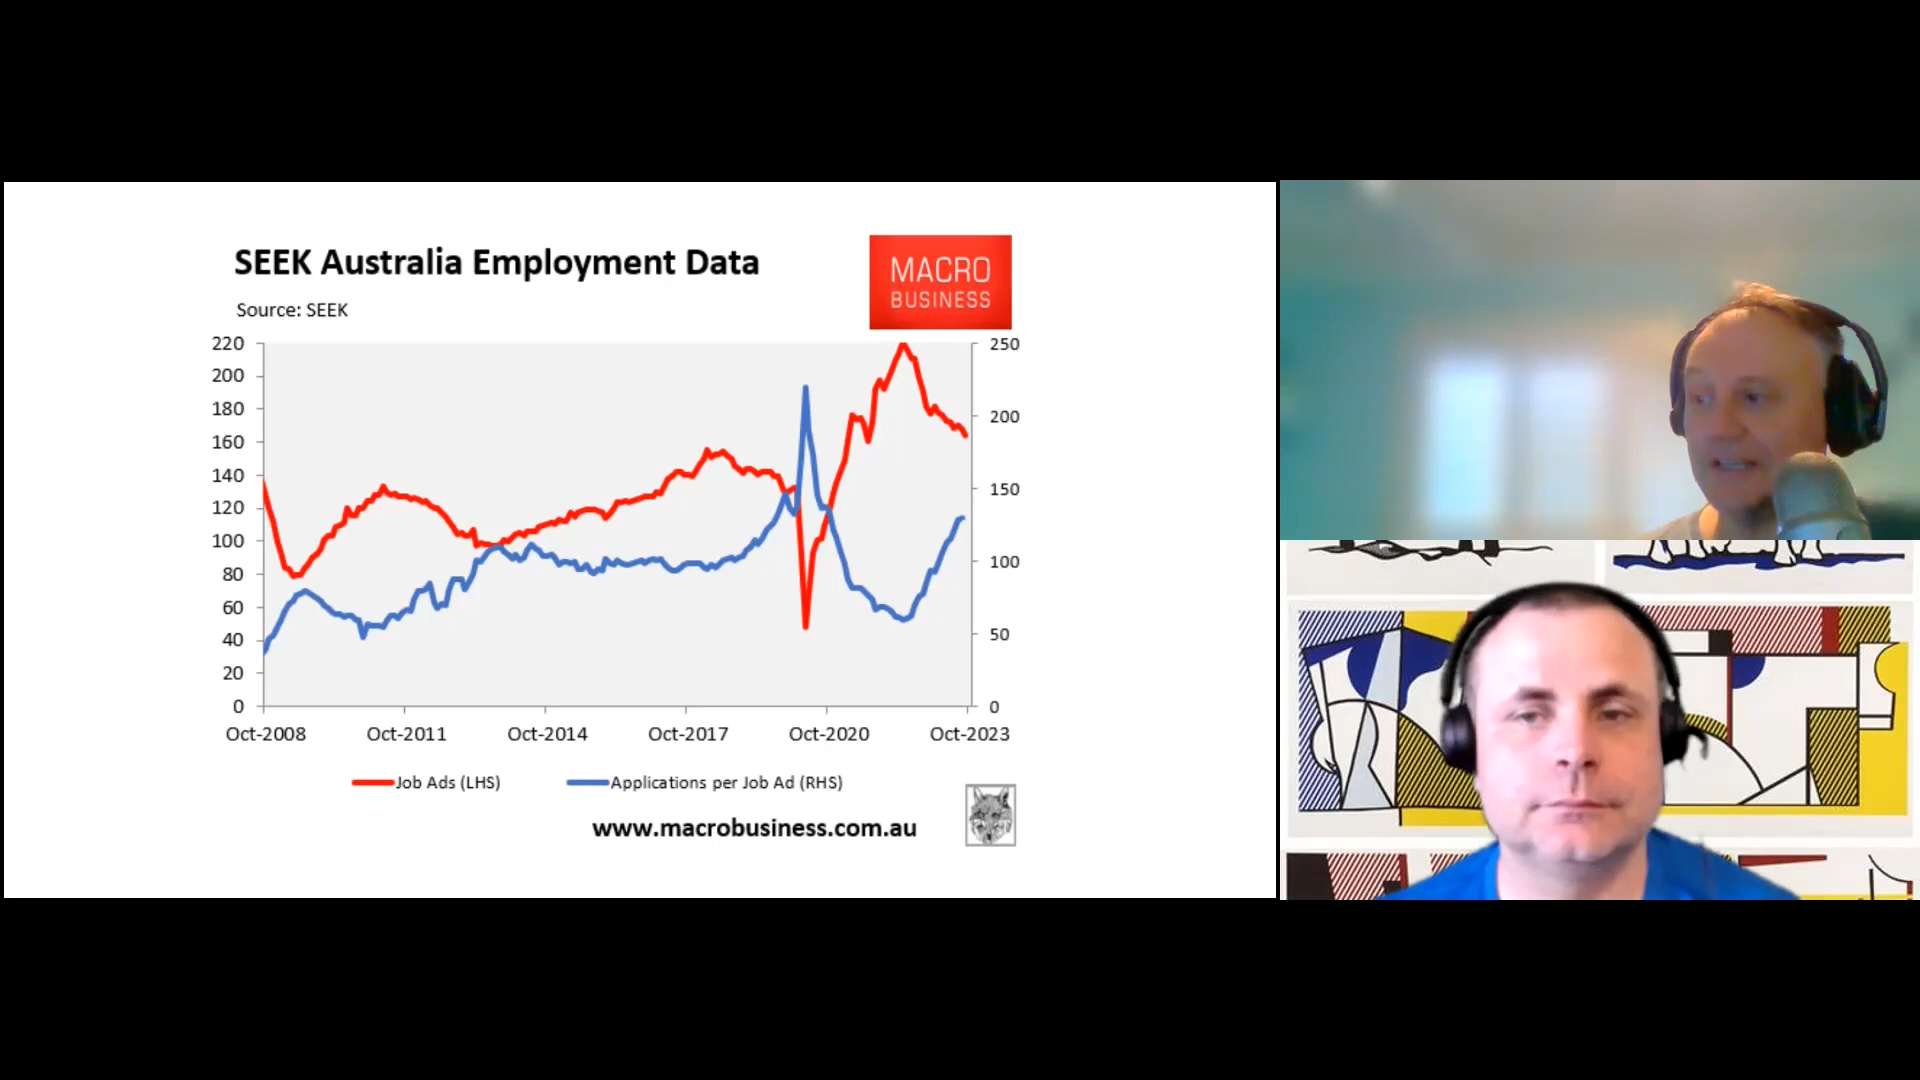 SEEK Australia Employment Data
MACRO
BUSINESS
Source: SEEK
220
200
180
160
140
120
100
80
60
40
20
0
250
200
150
100
50
0
Oct-2008 Oct-2011 Oct-2014 Oct-2017 Oct-2020 Oct-2023
Job Ads (LHS) Applications per Job Ad (RHS)
www.macrobusiness.com.au